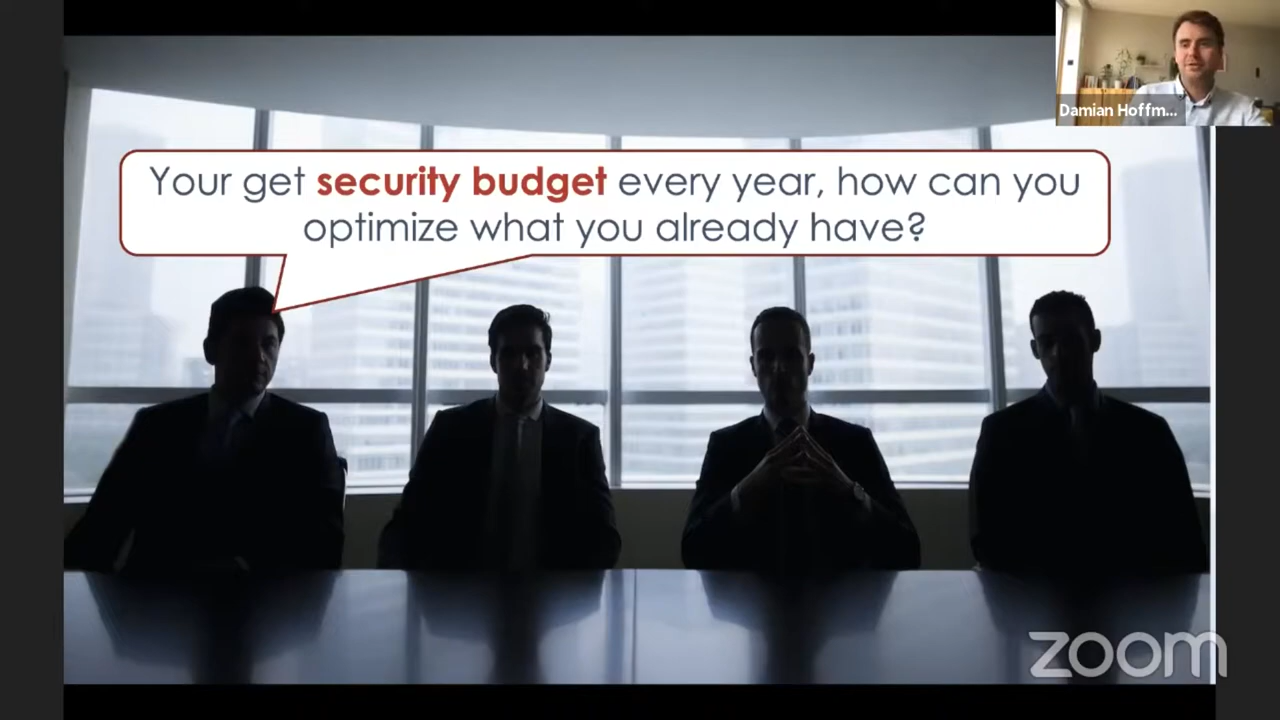 Damian Hoffm...
Your get security budget every year, how can you
optimize what you already have?
zoom